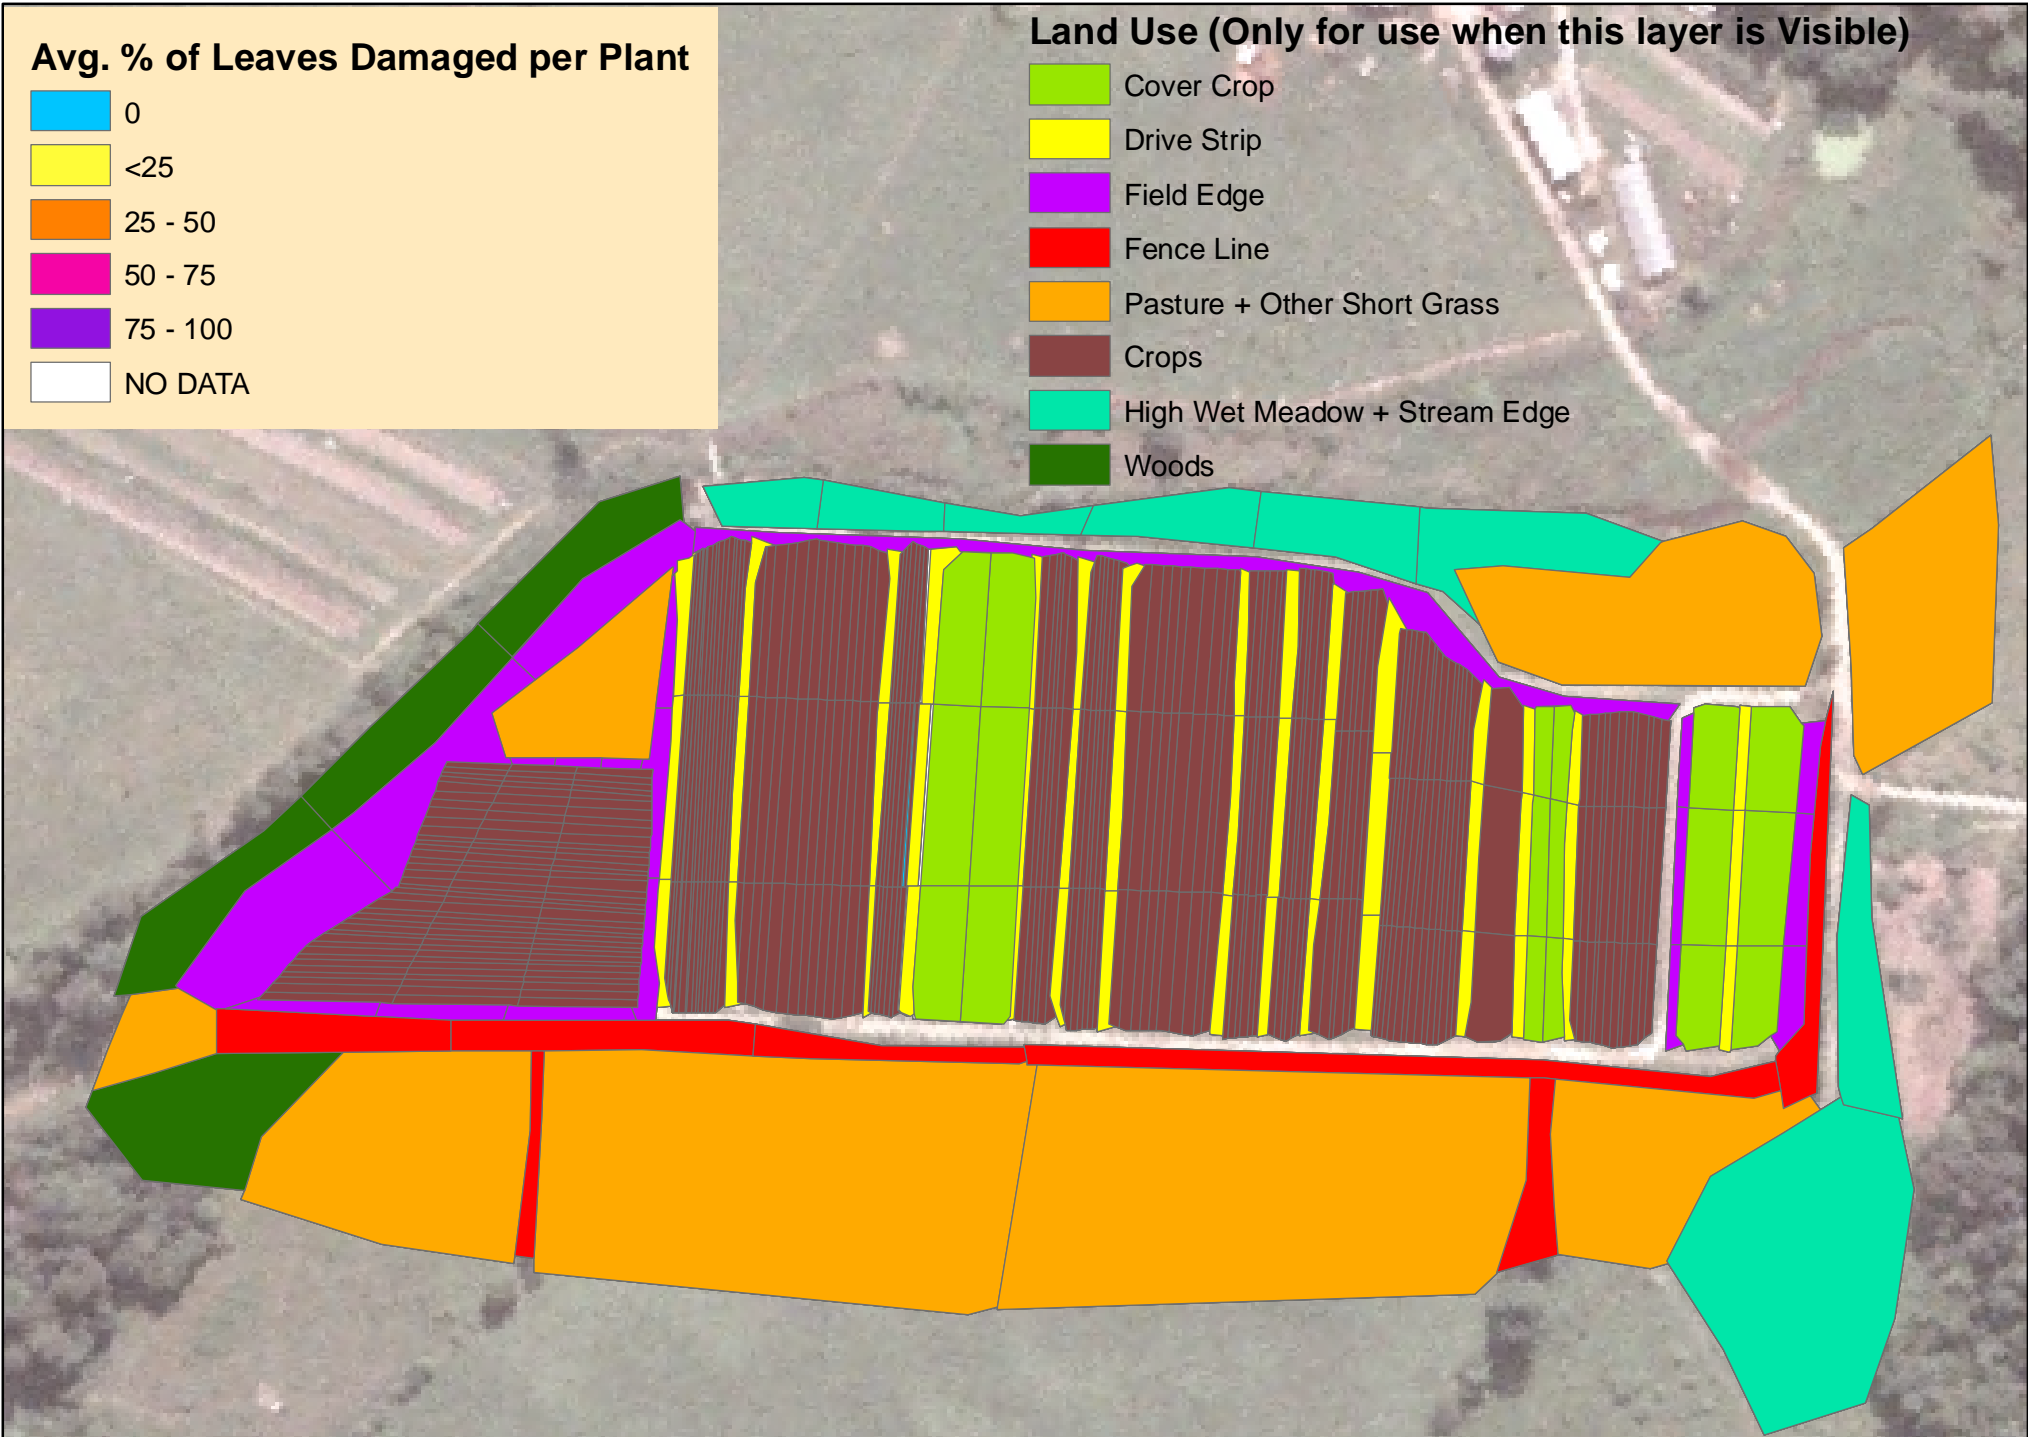 Avg. % of Leaves Damaged per Plant
0
<25
25 - 50
50 - 75
75 - 100
NO DATA
Land Use (Only for use when this layer is Visible)
Cover Crop
Drive Strip
Field Edge
Fence Line
Pasture + Other Short Grass
Crops
High Wet Meadow + Stream Edge
Woods